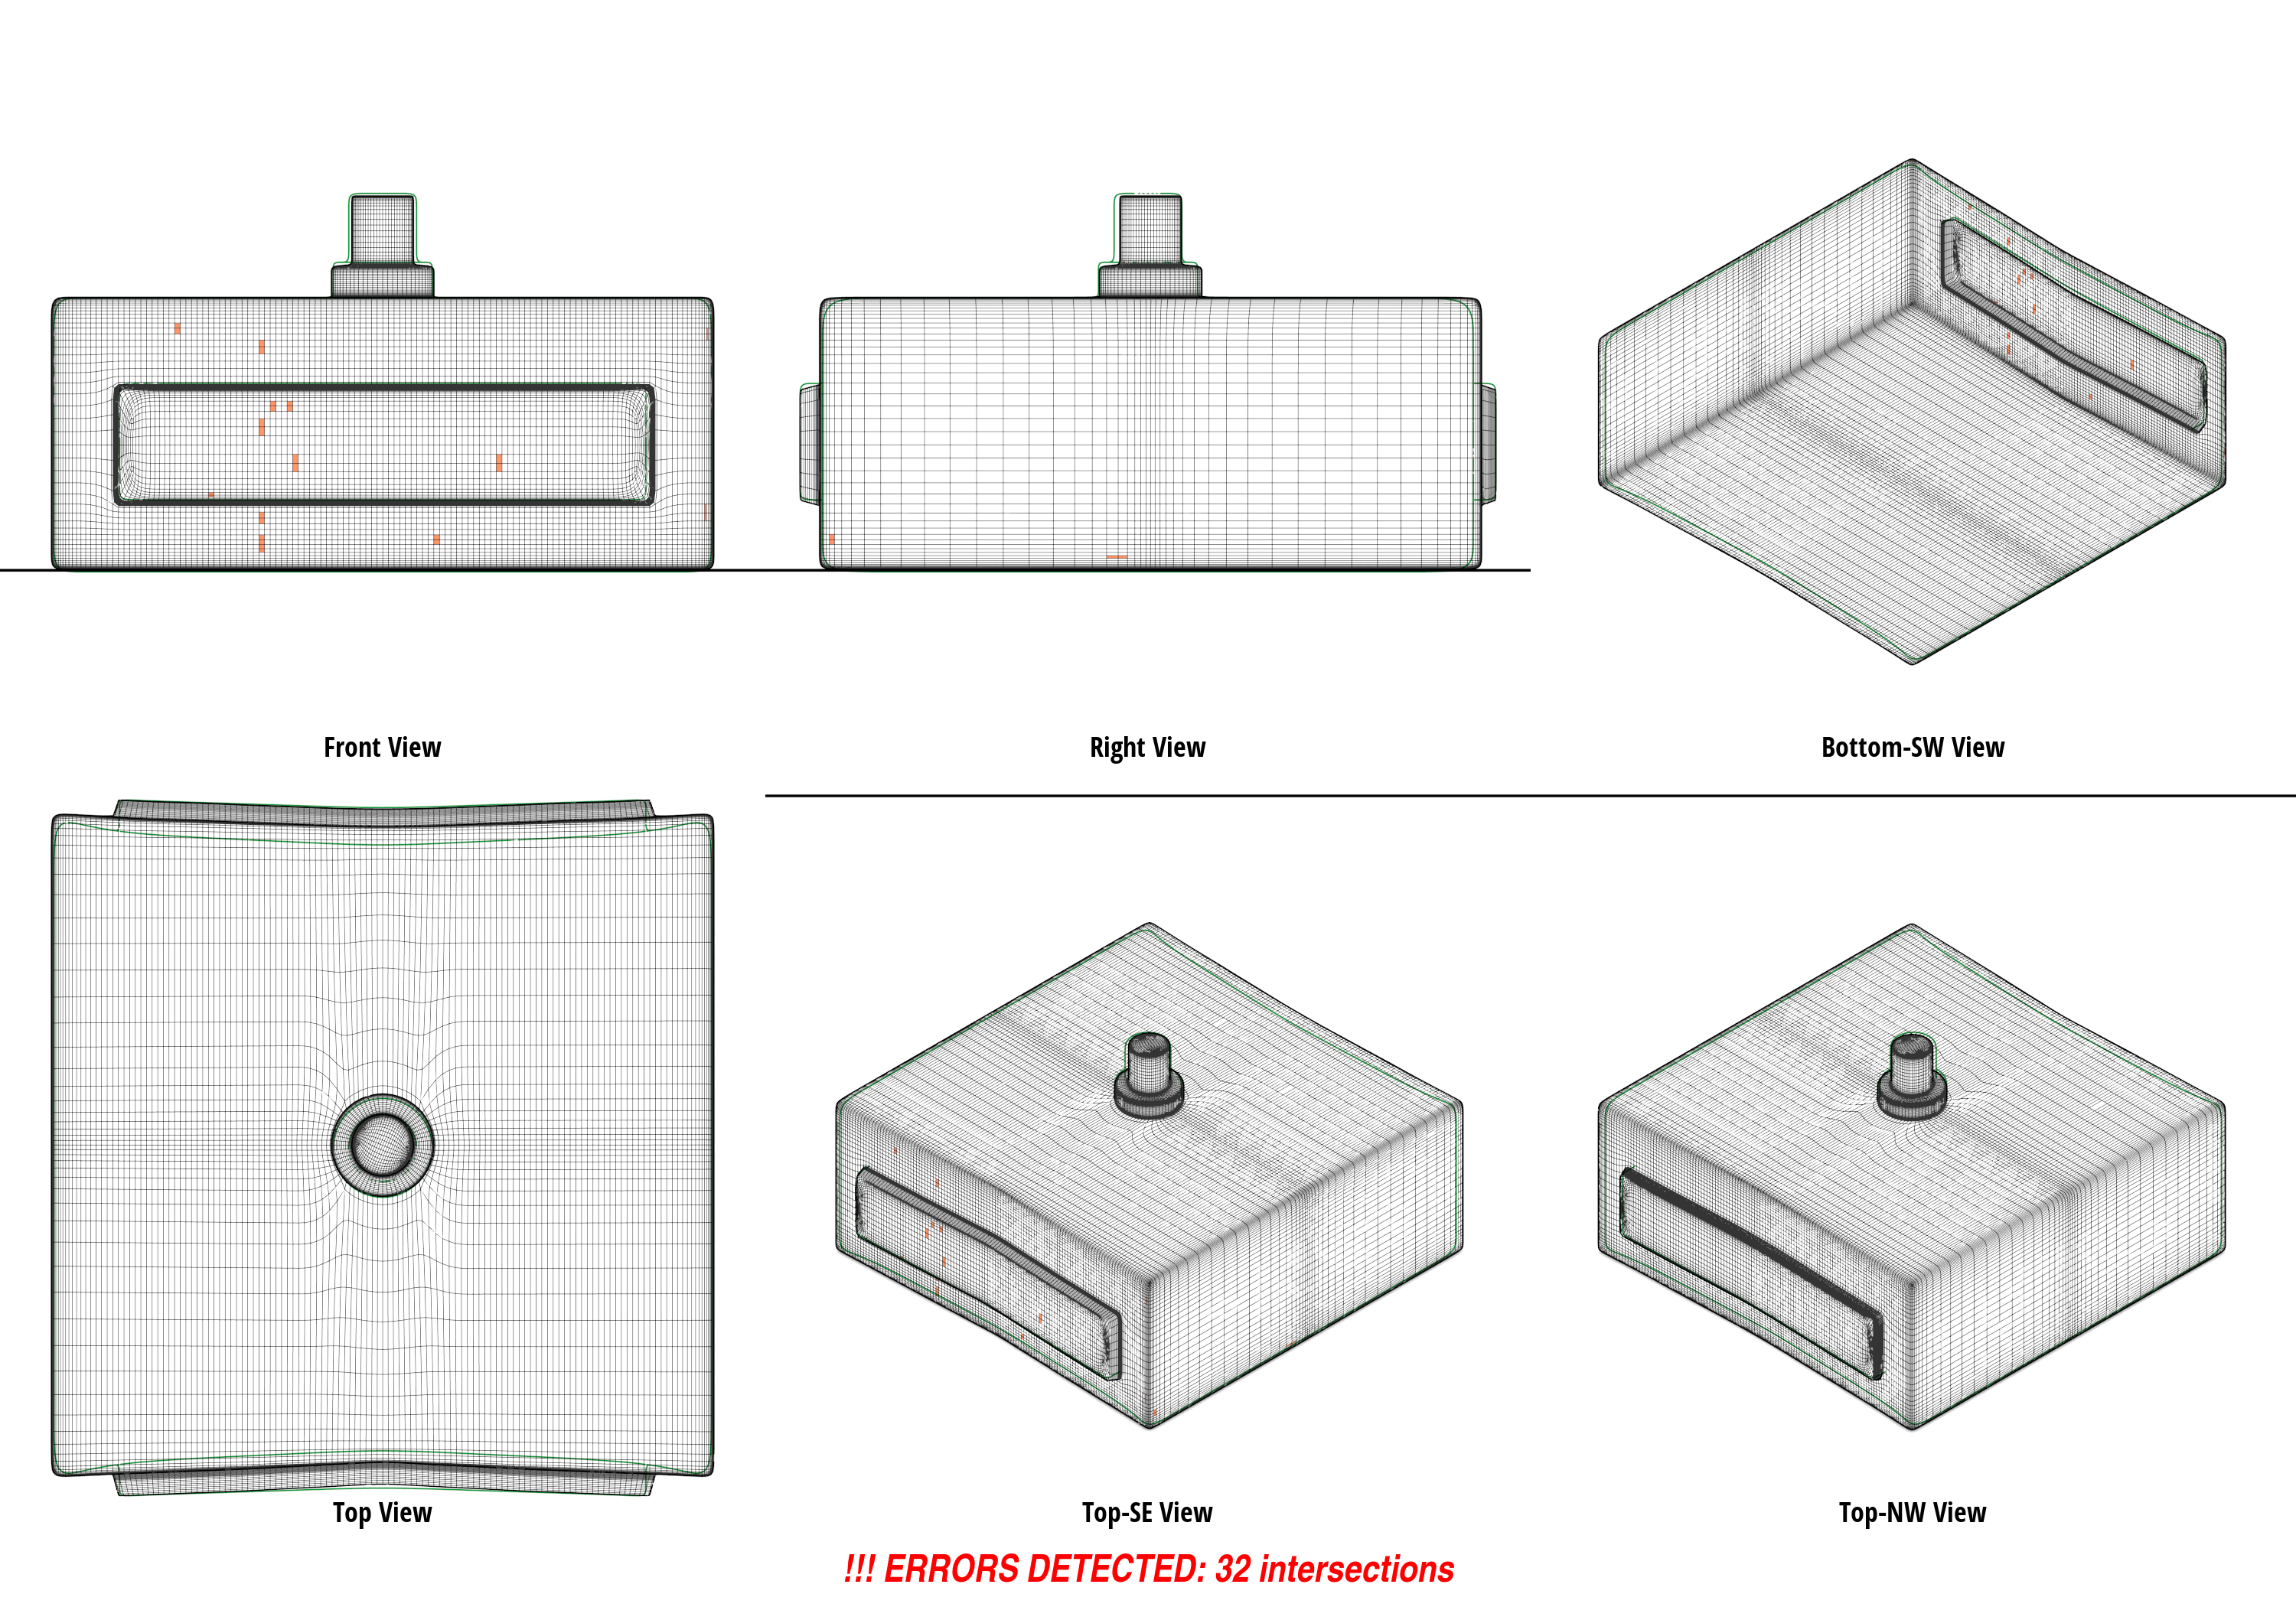 Front View
Right View
Bottom-SW View
Top View
Top-SE View
Top-NW View
!!! ERRORS DETECTED: 32 intersections